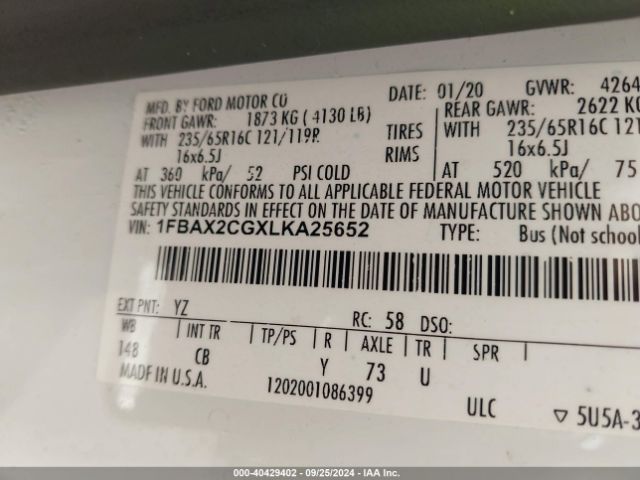 MFD. BY FORD MOTOR CO DATE: 01/20 GVWR: 4264
FRONT GAWR: 1873 KG ( 4130 LB) REAR GAWR: 2622 KG
WITH 235/65R16C 121/119R TIRES WITH 235/65R16C 121
16x6.5J RIMS 16x6.5J
AT 360 kPa/ 52 PSI COLD AT 520 kPa/ 75
THIS VEHICLE CONFORMS TO ALL APPLICABLE FEDERAL MOTOR VEHICLE
SAFETY STANDARDS IN EFFECT ON THE DATE OF MANUFACTURE SHOWN ABO
VIN: 1FBAX2CGXLKA25652 TYPE: Bus (Not school
EXT PNT: YZ RC: 58 DSO:
WB INT TR TP/PS R AXLE TR SPR
148 CB Y 73 U
MADE IN U.S.A. 1202001086399 ULC ▽ 5U5A-3
000-40429402 - 09/25/2024 - COPYRIGHT © IAA, LLC